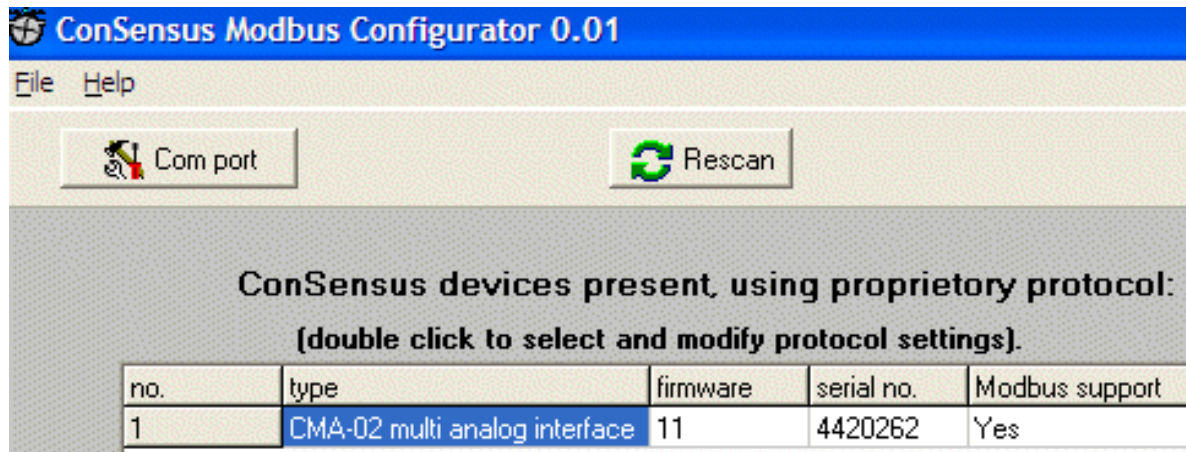 ConSensus Modbus Configurator 0.01
File Help
Com port Rescan
ConSensus devices present, using proprietory protocol:
(double click to select and modify protocol settings).
no. type firmware serial no. Modbus support
1 CMA-02 multi analog interface 11 4420262 Yes